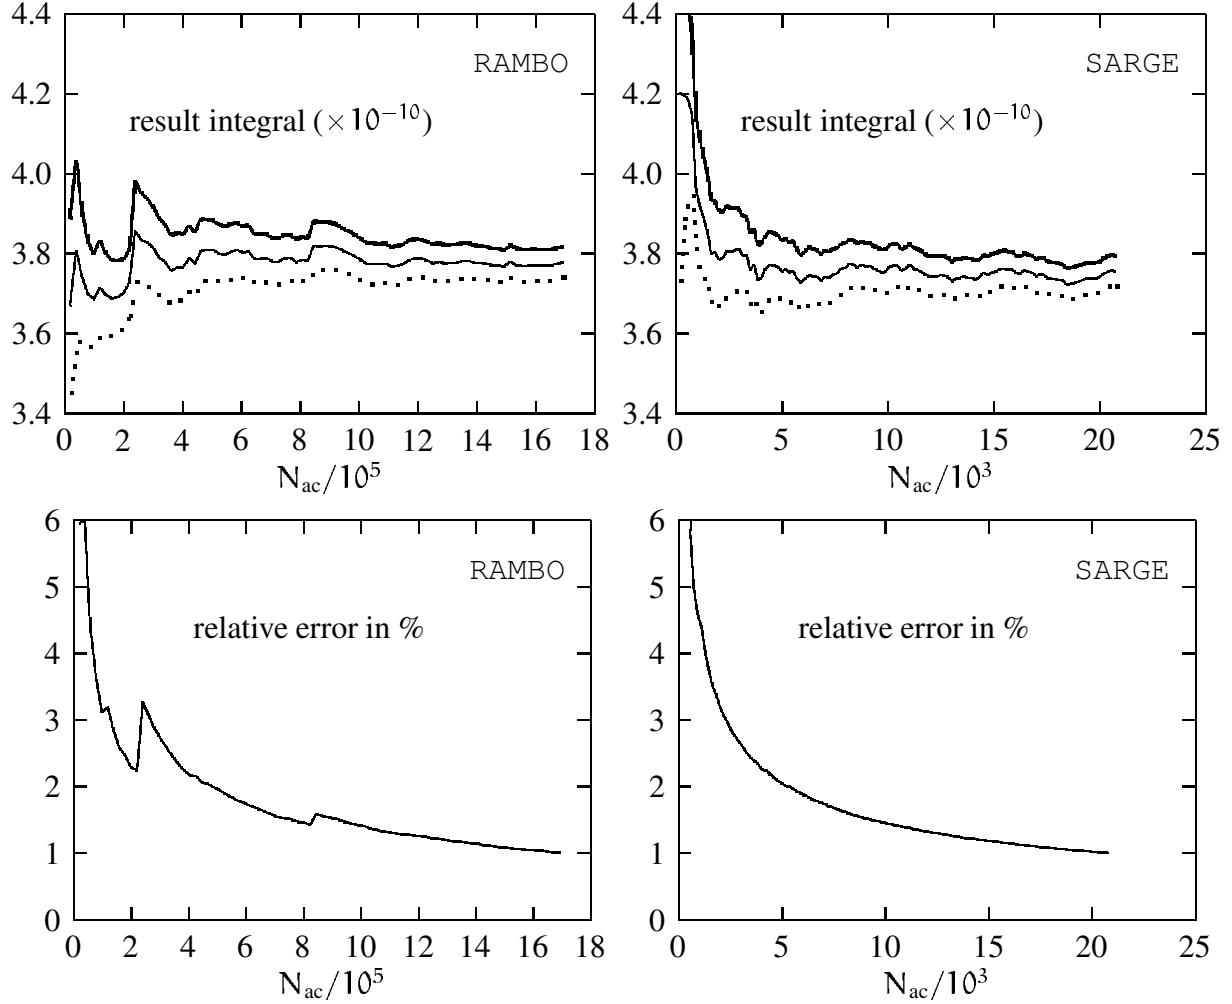 4.4
4.2
4.0
3.8
3.6
3.4
RAMBO
result integral (×10⁻¹⁰)
0 2 4 6 8 10 12 14 16 18
N_ac/10⁵
4.4
4.2
4.0
3.8
3.6
3.4
SARGE
result integral (×10⁻¹⁰)
0 5 10 15 20 25
N_ac/10³
6
5
4
3
2
1
0
RAMBO
relative error in %
0 2 4 6 8 10 12 14 16 18
N_ac/10⁵
6
5
4
3
2
1
0
SARGE
relative error in %
0 5 10 15 20 25
N_ac/10³